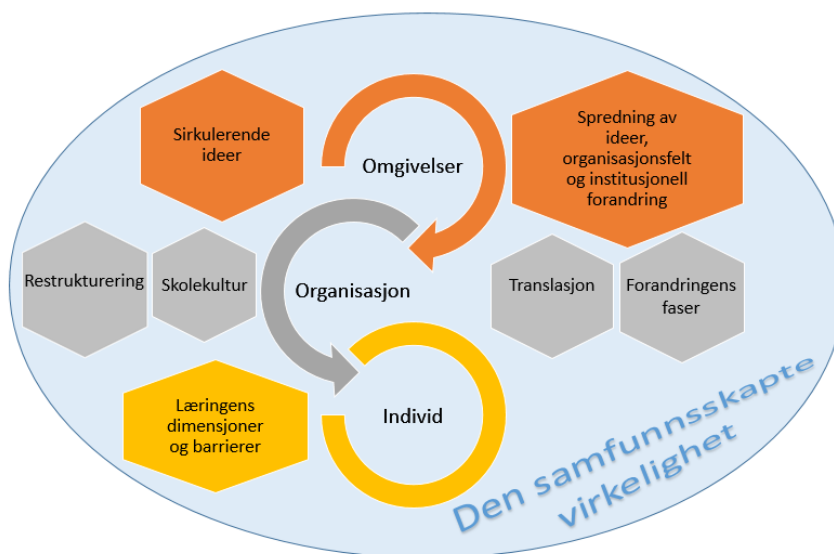 Sirkulerende
ideer
Omgivelser
Spredning av
ideer,
organisasjonsfelt
og institusjonell
forandring
Restrukturering
Skolekultur
Organisasjon
Translasjon
Forandringens
faser
Læringens
dimensjoner
og barrierer
Individ
Den samfunnsskapte
virkelighet